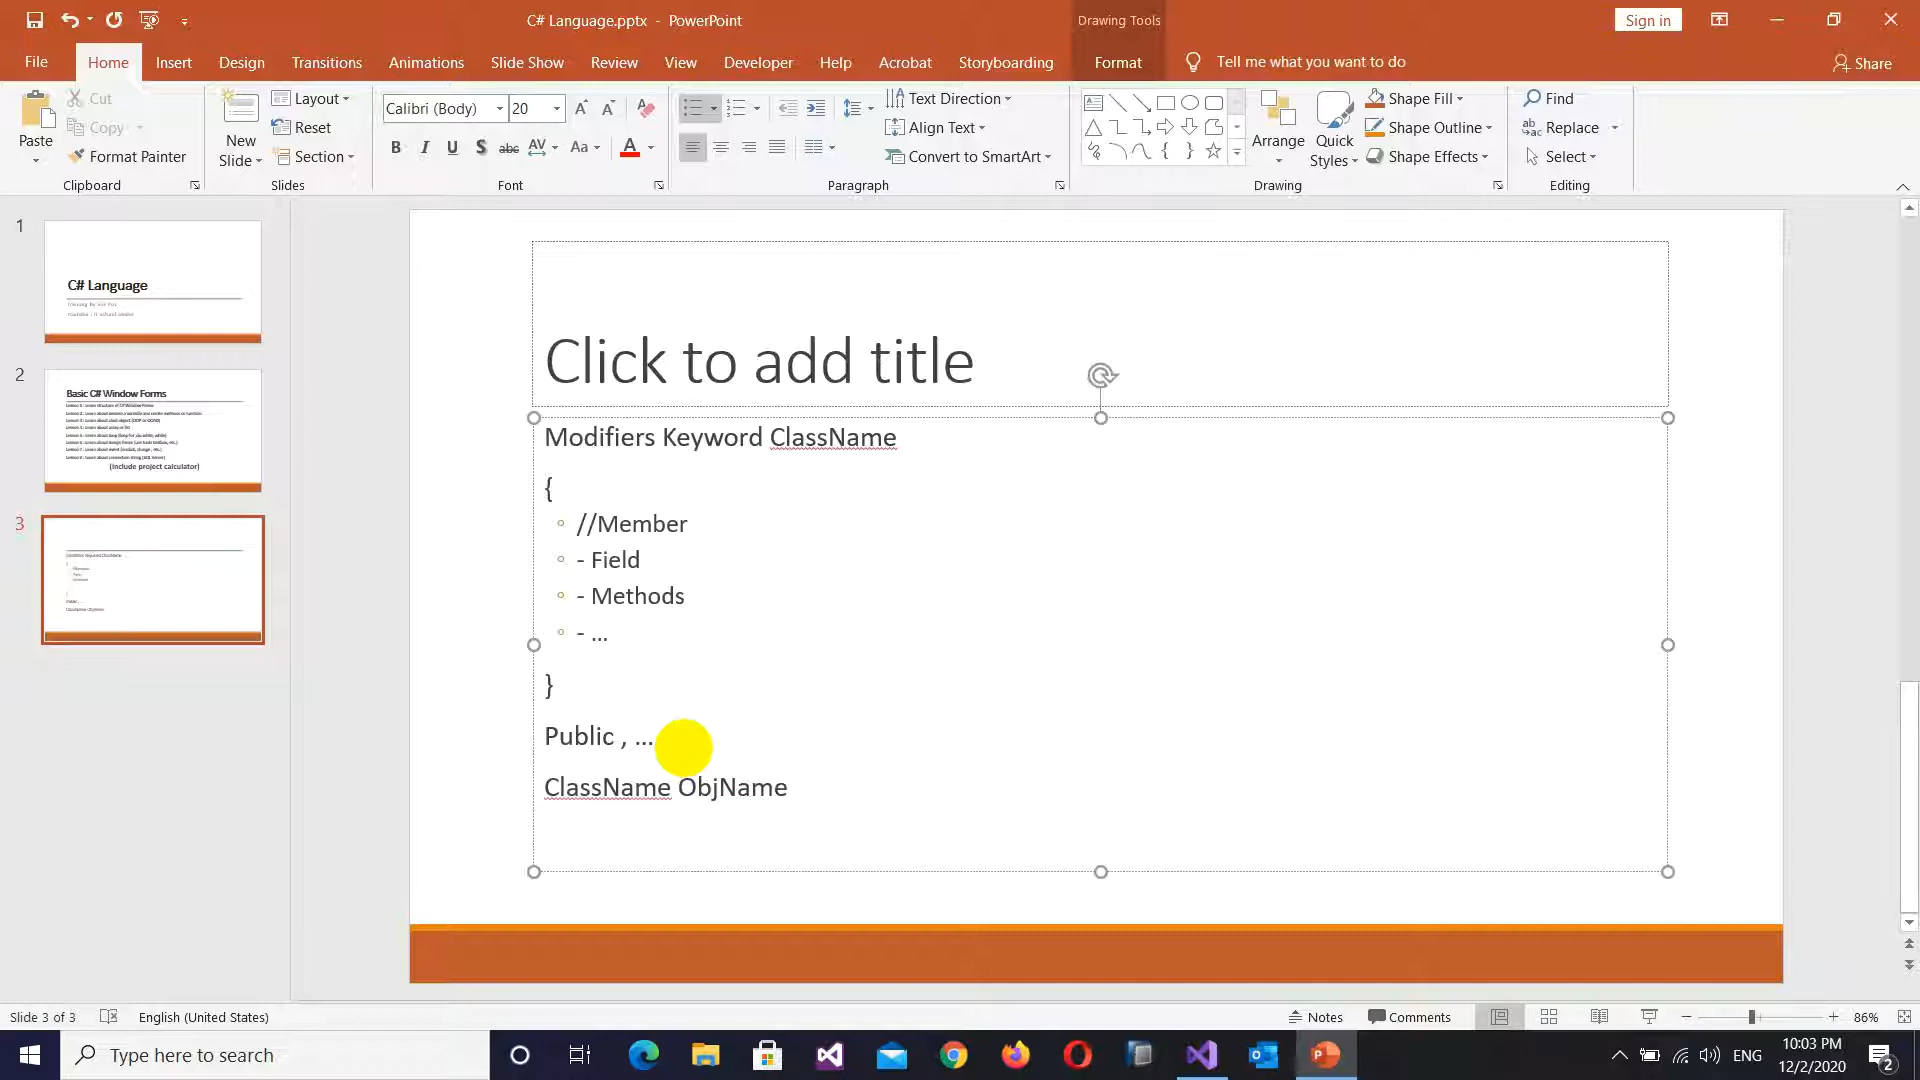 C# Language.pptx - PowerPoint
Drawing Tools
Sign in
File Home Insert Design Transitions Animations Slide Show Review View Developer Help Acrobat Storyboarding Format Tell me what you want to do Share
Paste
Cut
Copy
Format Painter
Clipboard
New Slide
Layout
Reset
Section
Slides
Calibri (Body) 20
B I U S abc AV Aa A
Font
Text Direction
Align Text
Convert to SmartArt
Paragraph
Arrange
Quick Styles
Shape Fill
Shape Outline
Shape Effects
Drawing
Find
Replace
Select
Editing
1
C# Language
2
Basic C# Window Forms
(Include project calculator)
3
Click to add title
Modifiers Keyword ClassName
{
//Member
- Field
- Methods
- ...
}
Public , ...
ClassName ObjName
Slide 3 of 3 English (United States) Notes Comments 86%
Type here to search
ENG
10:03 PM
12/2/2020
2